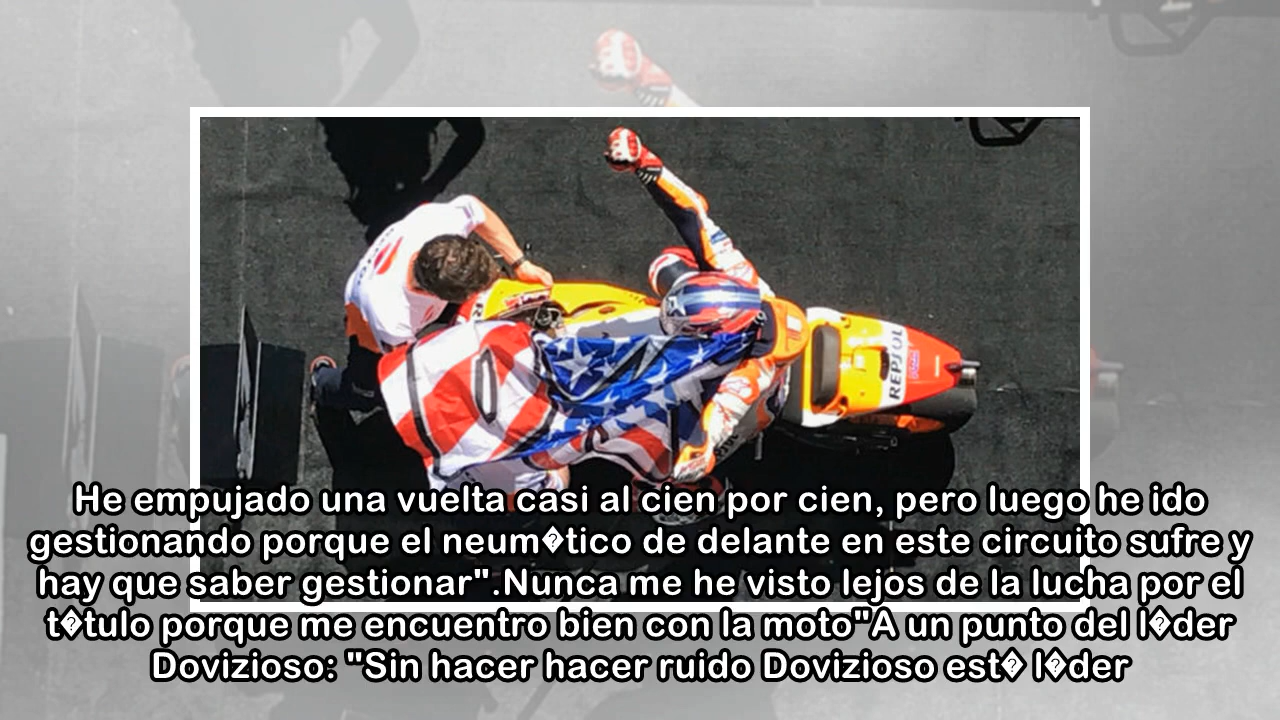 REPSOL
He empujado una vuelta casi al cien por cien, pero luego he ido
gestionando porque el neum�tico de delante en este circuito sufre y
hay que saber gestionar".Nunca me he visto lejos de la lucha por el
t�tulo porque me encuentro bien con la moto"A un punto del l�der
Dovizioso: "Sin hacer hacer ruido Dovizioso est� l�der